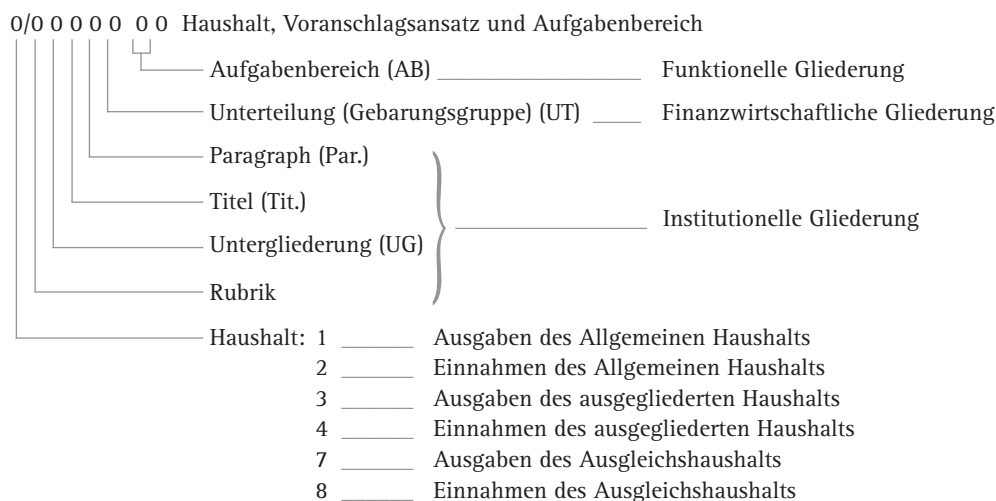 0/0 0 0 0 0 0 0 Haushalt, Voranschlagsansatz und Aufgabenbereich
Aufgabenbereich (AB) Funktionelle Gliederung
Unterteilung (Gebarungsgruppe) (UT) Finanzwirtschaftliche Gliederung
Paragraph (Par.)
Titel (Tit.)
Institutionelle Gliederung
Untergliederung (UG)
Rubrik
Haushalt: 1 Ausgaben des Allgemeinen Haushalts
2 Einnahmen des Allgemeinen Haushalts
3 Ausgaben des ausgegliederten Haushalts
4 Einnahmen des ausgegliederten Haushalts
7 Ausgaben des Ausgleichshaushalts
8 Einnahmen des Ausgleichshaushalts